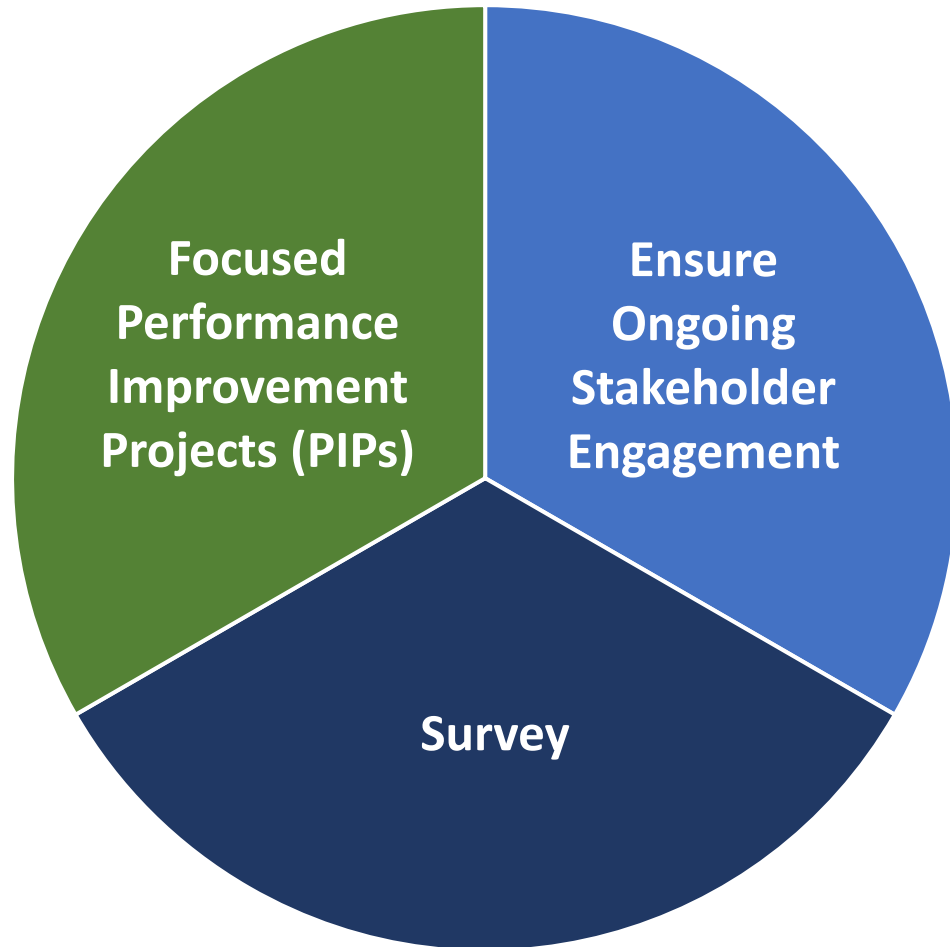 Focused
Performance
Improvement
Projects (PIPs)
Ensure
Ongoing
Stakeholder
Engagement
Survey